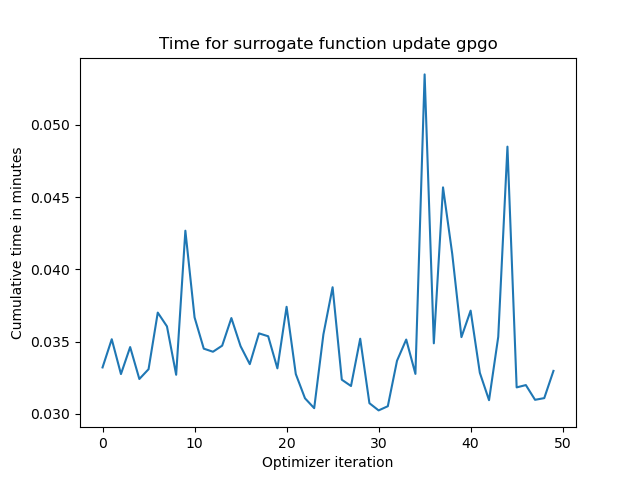 Time for surrogate function update gpgo
Cumulative time in minutes
0.050
0.045
0.040
0.035
0.030
0 10 20 30 40 50
Optimizer iteration